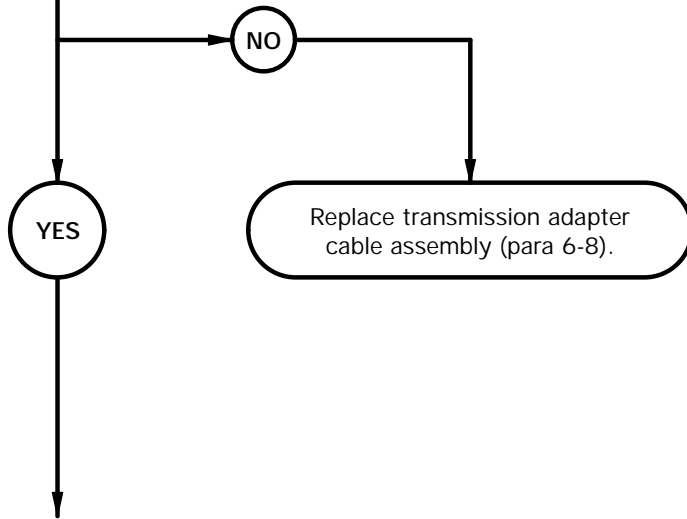 NO
YES
Replace transmission adapter
cable assembly (para 6-8).